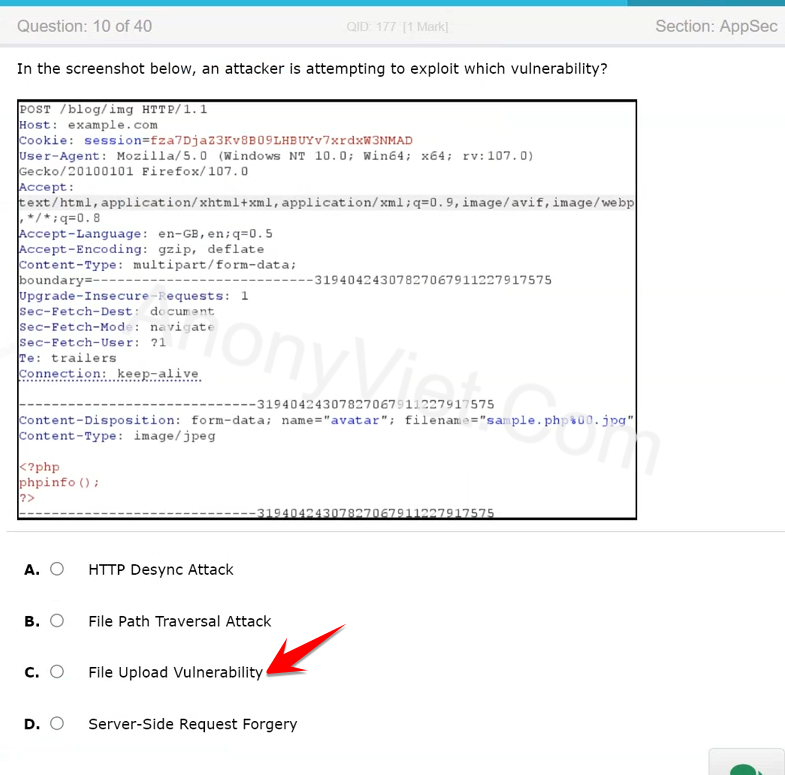 Question: 10 of 40
QID: 177 [1 Mark]
Section: AppSec
In the screenshot below, an attacker is attempting to exploit which vulnerability?
POST /blog/img HTTP/1.1
Host: example.com
Cookie: session=fza7DjaZ3Kv8B09LHBUYv7xrdxW3NMAD
User-Agent: Mozilla/5.0 (Windows NT 10.0; Win64; x64; rv:107.0)
Gecko/20100101 Firefox/107.0
Accept:
text/html,application/xhtml+xml,application/xml;q=0.9,image/avif,image/webp
,*/*;q=0.8
Accept-Language: en-GB,en;q=0.5
Accept-Encoding: gzip, deflate
Content-Type: multipart/form-data;
boundary=---------------------------31940424307827067911227917575
Upgrade-Insecure-Requests: 1
Sec-Fetch-Dest: document
Sec-Fetch-Mode: navigate
Sec-Fetch-User: ?1
Te: trailers
Connection: keep-alive
-----------------------------31940424307827067911227917575
Content-Disposition: form-data; name="avatar"; filename="sample.php%00.jpg"
Content-Type: image/jpeg
<?php
phpinfo();
?>
-----------------------------31940424307827067911227917575
AnonyViet.Com
A. HTTP Desync Attack
B. File Path Traversal Attack
C. File Upload Vulnerability
D. Server-Side Request Forgery